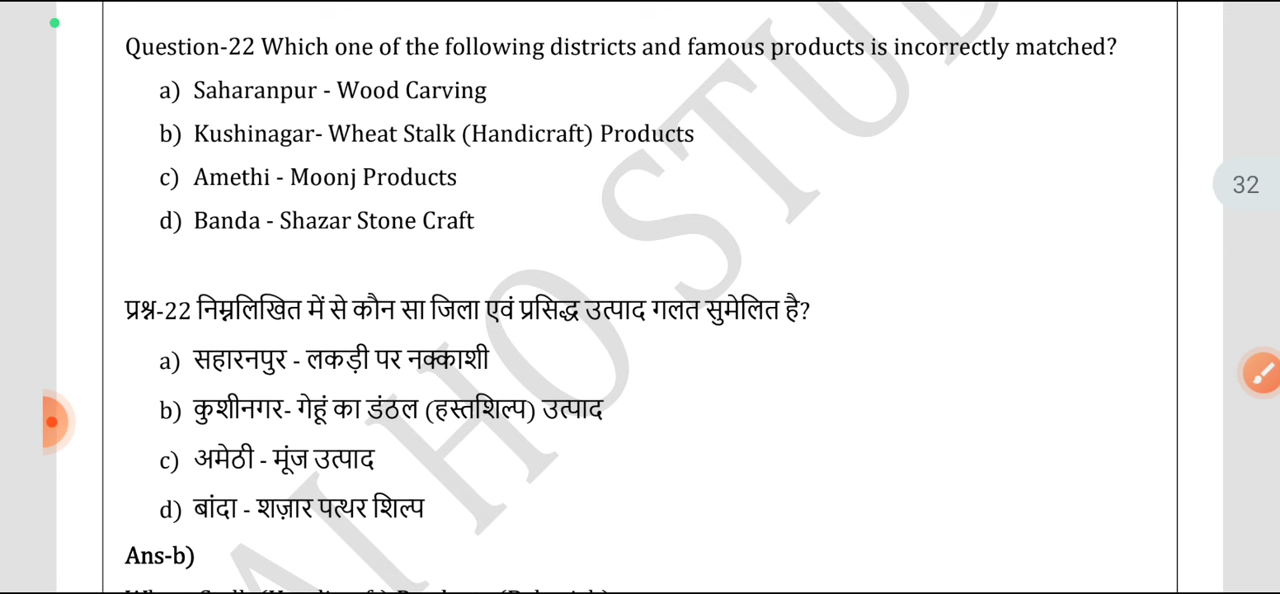 Question-22 Which one of the following districts and famous products is incorrectly matched?
a) Saharanpur - Wood Carving
b) Kushinagar- Wheat Stalk (Handicraft) Products
c) Amethi - Moonj Products
d) Banda - Shazar Stone Craft
32
प्रश्न-22 निम्नलिखित में से कौन सा जिला एवं प्रसिद्ध उत्पाद गलत सुमेलित है?
a) सहारनपुर - लकड़ी पर नक्काशी
b) कुशीनगर- गेहूं का डंठल (हस्तशिल्प) उत्पाद
c) अमेठी - मूंज उत्पाद
d) बांदा - शज़ार पत्थर शिल्प
Ans-b)